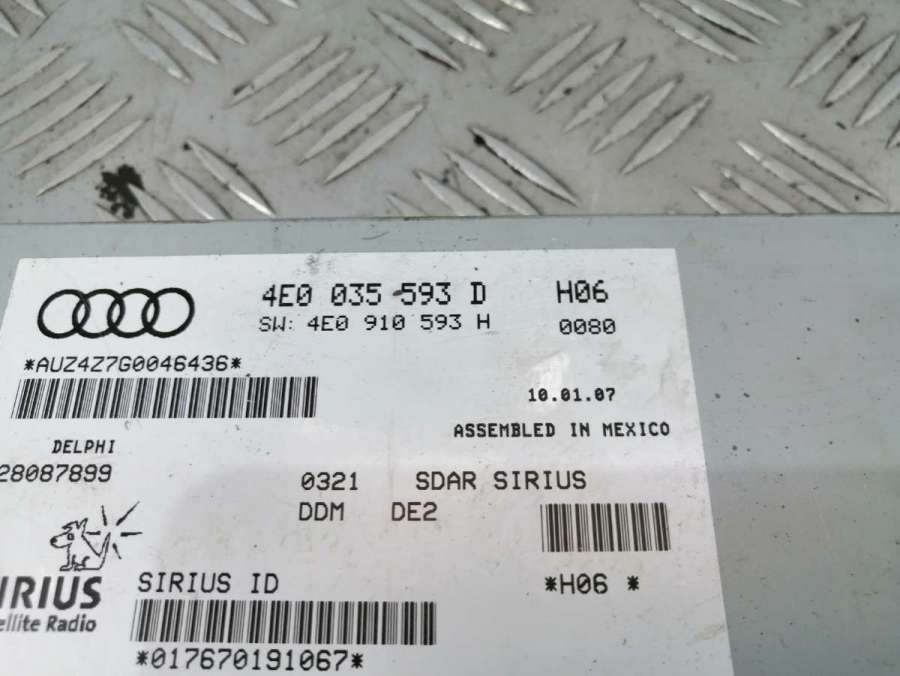 4E0 035 593 D H06
SW: 4E0 910 593 H 0080
*AUZ4Z7G0046436*
10.01.07
ASSEMBLED IN MEXICO
DELPHI
28087899
0321 SDAR SIRIUS
DDM DE2
SIRIUS ID
*H06 *
IRIUS
ellite Radio
*017670191067*